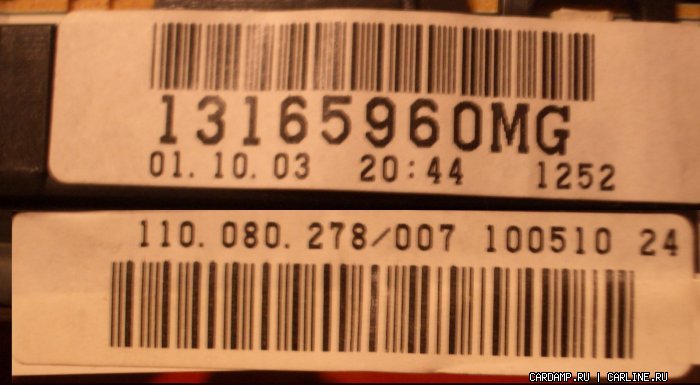 13165960MG
01.10.03 20:44 1252
110.080.278/007 100510 24
CARDAMP.RU | CARLINE.RU